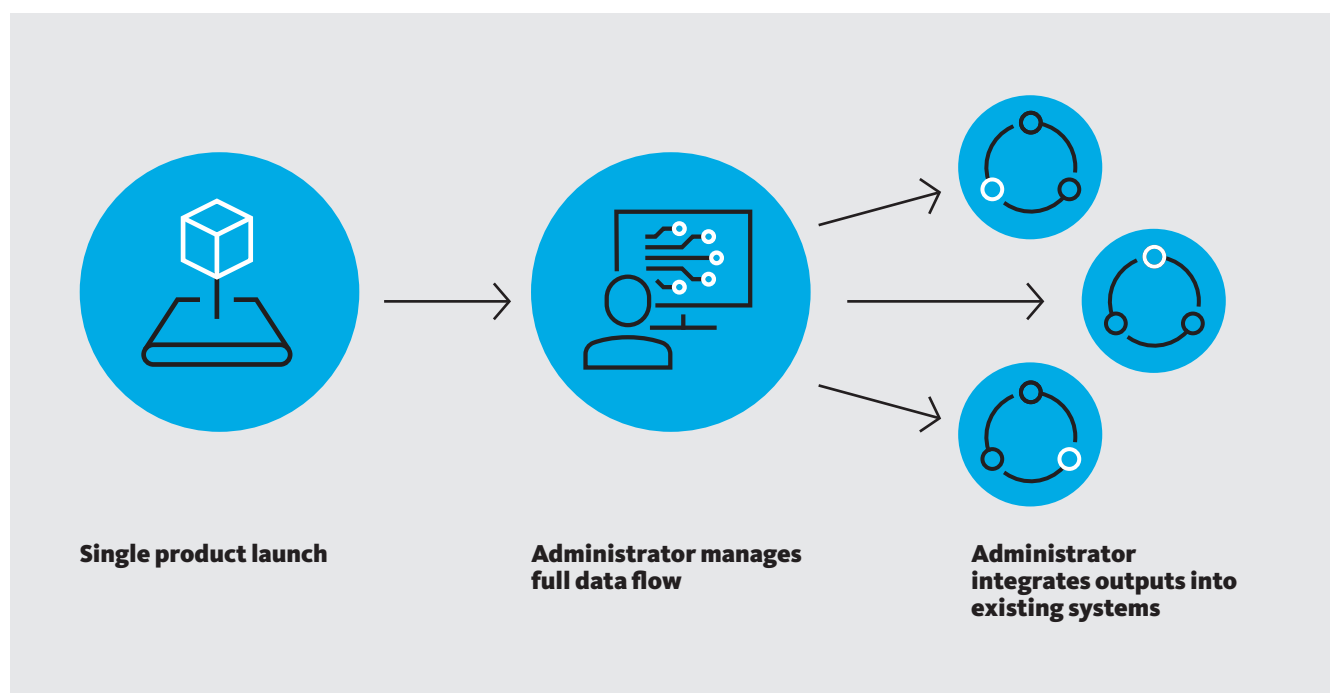 Single product launch
Administrator manages
full data flow
Administrator
integrates outputs into
existing systems